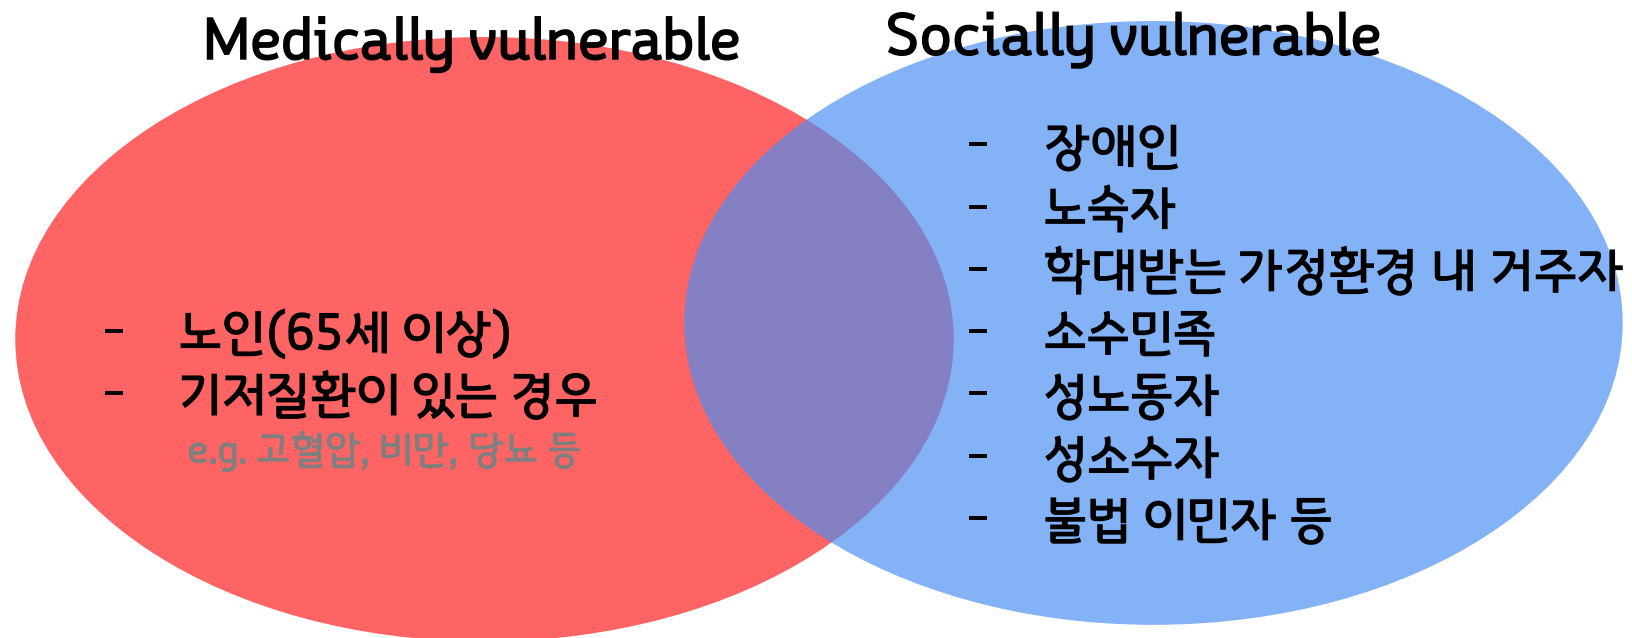 Medically vulnerable
- 노인(65세 이상)
- 기저질환이 있는 경우
e.g. 고혈압, 비만, 당뇨 등
Socially vulnerable
- 장애인
- 노숙자
- 학대받는 가정환경 내 거주자
- 소수민족
- 성노동자
- 성소수자
- 불법 이민자 등